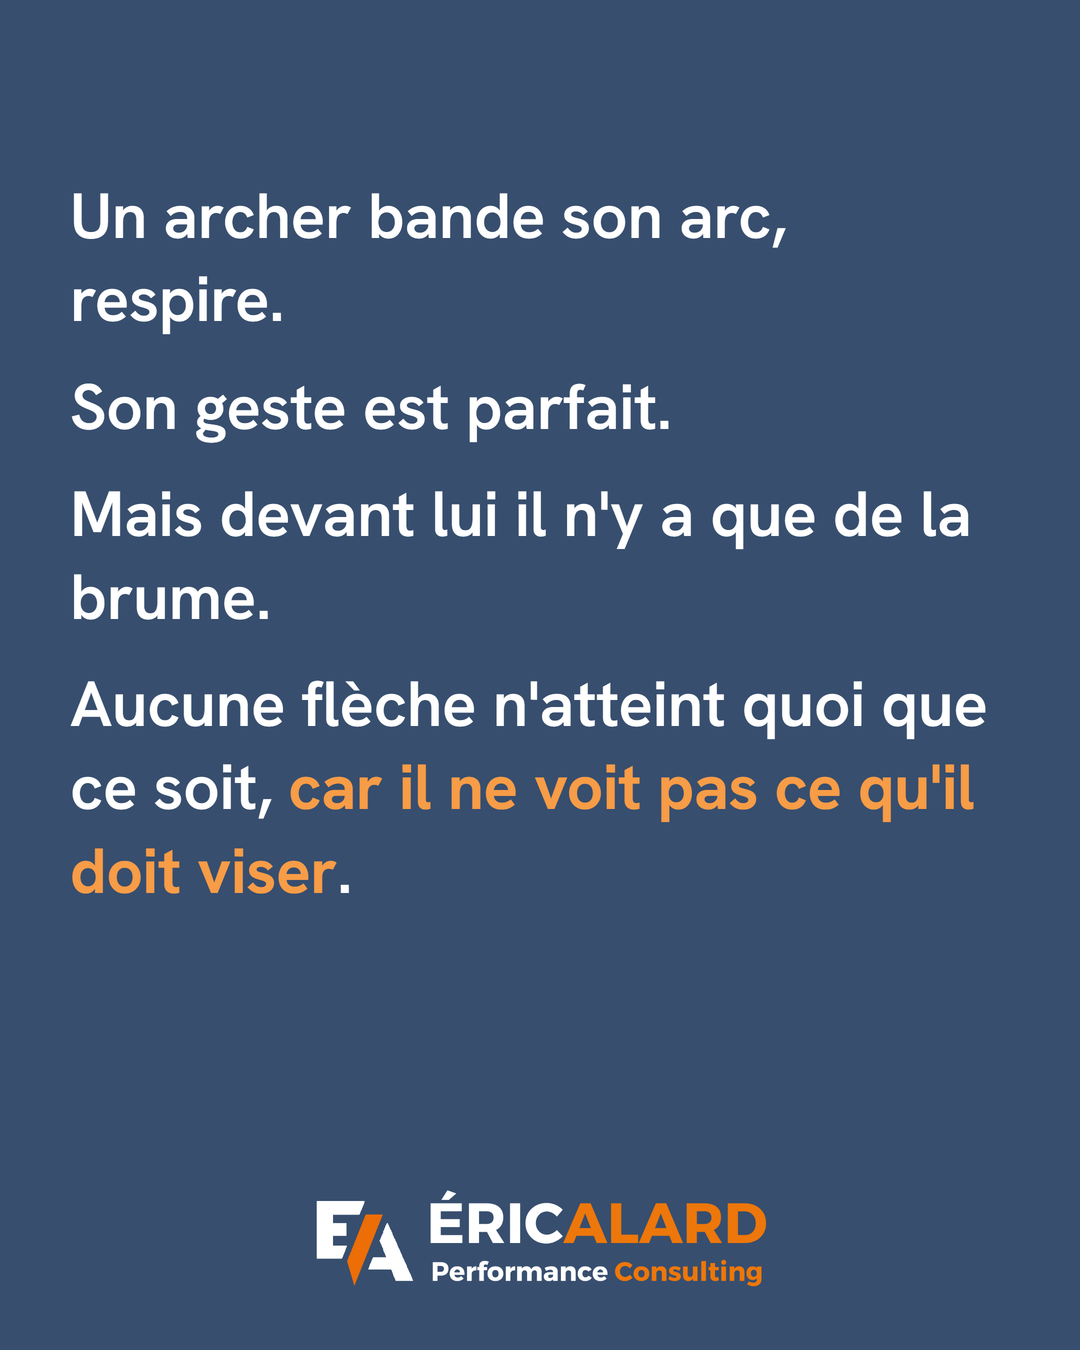 Un archer bande son arc,
respire.
Son geste est parfait.
Mais devant lui il n'y a que de la
brume.
Aucune flèche n'atteint quoi que
ce soit, car il ne voit pas ce qu'il
doit viser.
EA ÉRICALARD
Performance Consulting